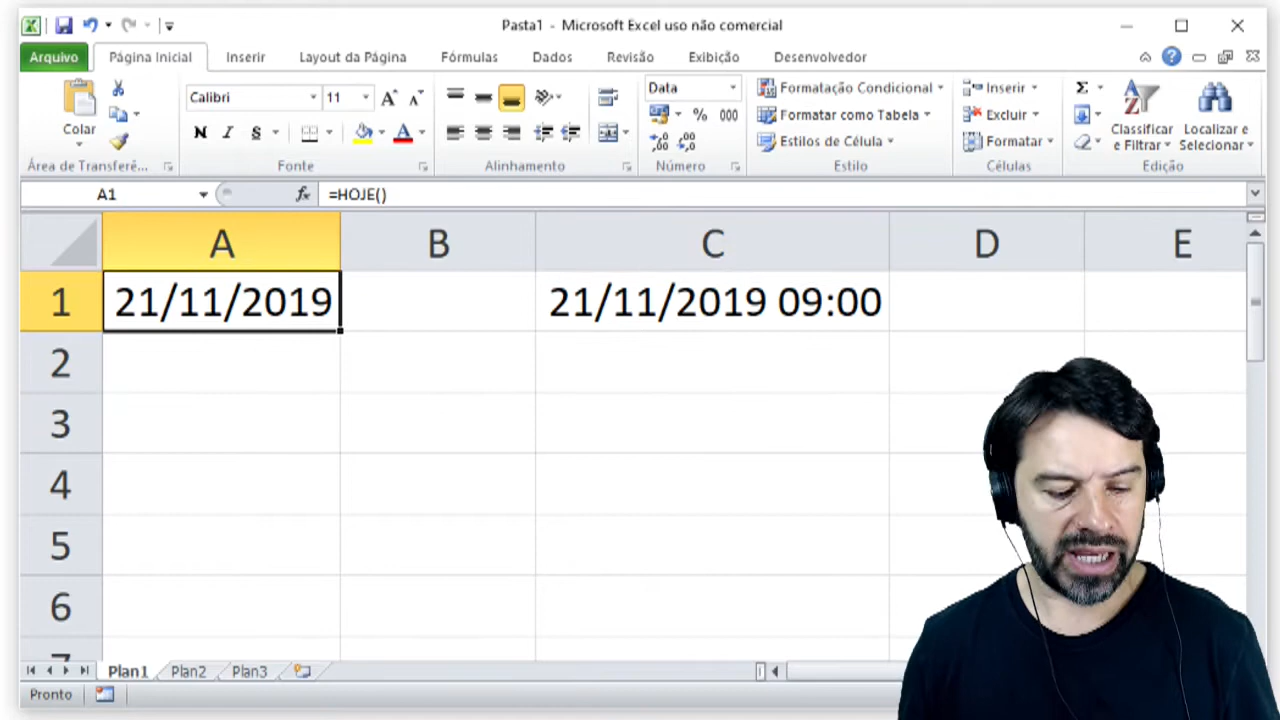 Pasta1 - Microsoft Excel uso não comercial
Arquivo Página Inicial Inserir Layout da Página Fórmulas Dados Revisão Exibição Desenvolvedor
Colar
Calibri 11
N I S
Data
% 000
Formatação Condicional
Formatar como Tabela
Estilos de Célula
Inserir
Excluir
Formatar
Σ
Classificar e Filtrar
Localizar e Selecionar
Área de Transferê... Fonte Alinhamento Número Estilo Células Edição
A1 fx =HOJE()
A B C D E
1 21/11/2019 21/11/2019 09:00
2
3
4
5
6
Plan1 Plan2 Plan3
Pronto